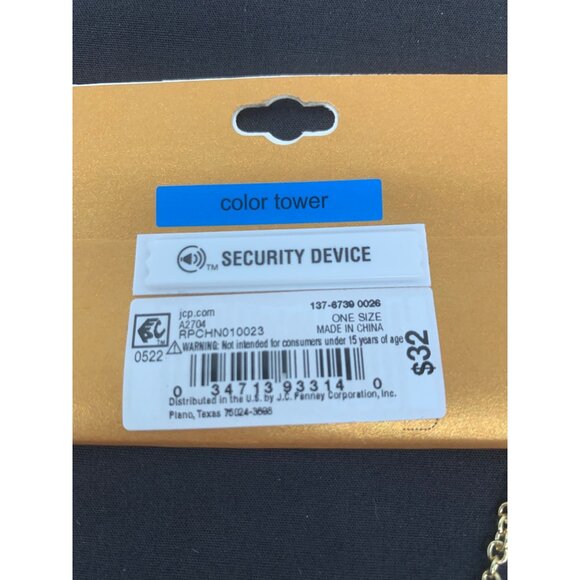 color tower
TM SECURITY DEVICE
jcp.com 137-6739 0026
A2704 ONE SIZE
RPCHN010023 MADE IN CHINA
0522 WARNING: Not intended for consumers under 15 years of age
$32
0 34713 93314 0
Distributed in the U.S. by J.C. Penney Corporation, Inc.
Plano, Texas 75024-3698